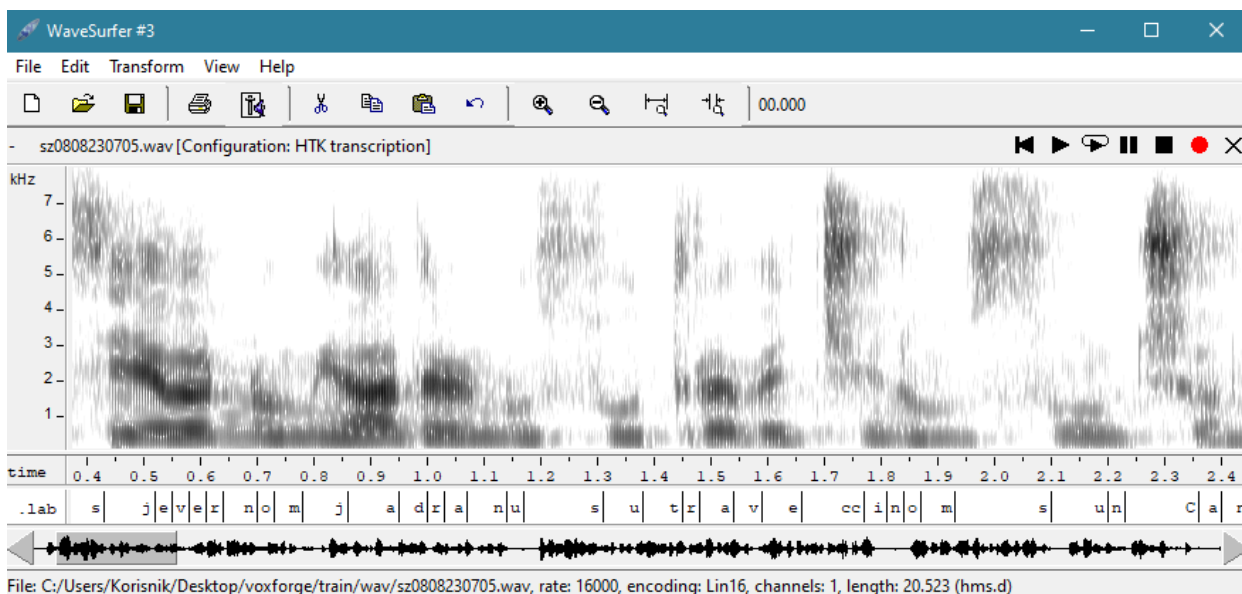 WaveSurfer #3
File Edit Transform View Help
00.000
- sz0808230705.wav [Configuration: HTK transcription]
kHz
7
6
5
4
3
2
1
time 0.4 0.5 0.6 0.7 0.8 0.9 1.0 1.1 1.2 1.3 1.4 1.5 1.6 1.7 1.8 1.9 2.0 2.1 2.2 2.3 2.4
.lab s j e v e r n o m j a d r a n u s u t r a v e cc i n o m s u n C a r
File: C:/Users/Korisnik/Desktop/voxforge/train/wav/sz0808230705.wav, rate: 16000, encoding: Lin16, channels: 1, length: 20.523 (hms.d)